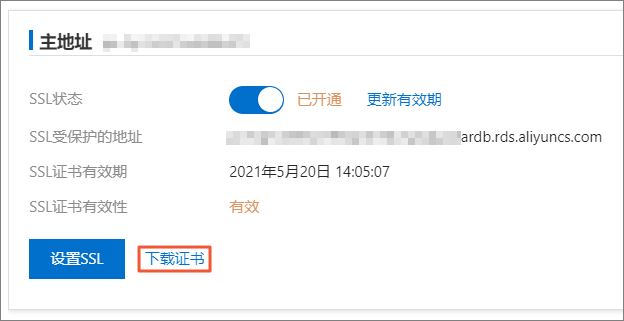 主地址
SSL状态 已开通 更新有效期
SSL受保护的地址 ardb.rds.aliyuncs.com
SSL证书有效期 2021年5月20日 14:05:07
SSL证书有效性 有效
设置SSL 下载证书